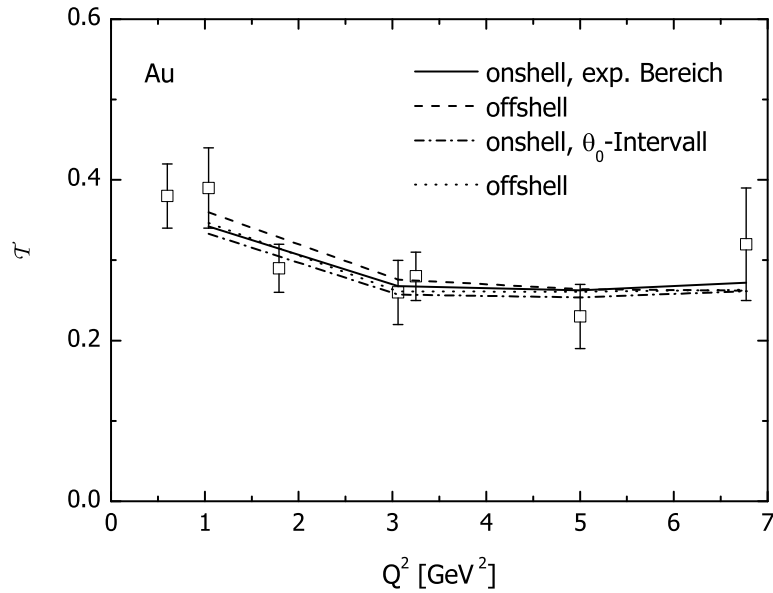 0.6
Au
onshell, exp. Bereich
offshell
onshell, θ₀-Intervall
offshell
0.4
𝒯
0.2
0.0
0 1 2 3 4 5 6 7
Q² [GeV²]